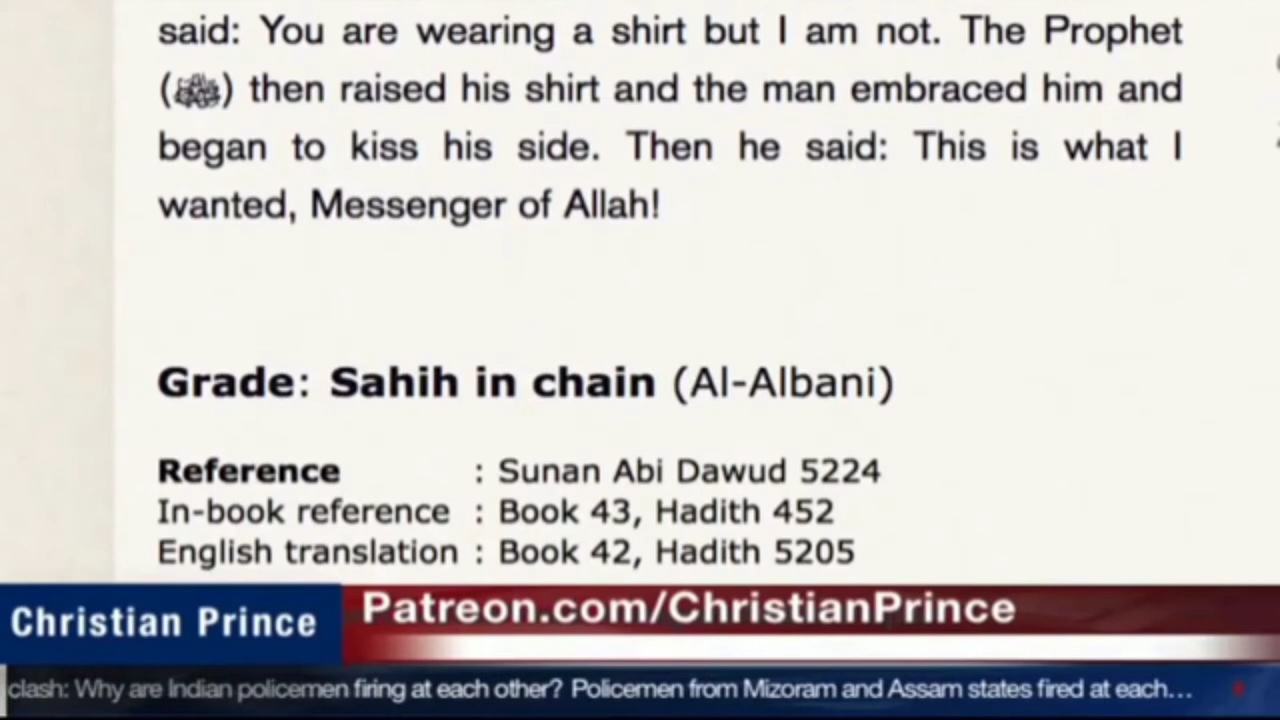 said: You are wearing a shirt but I am not. The Prophet
(ﷺ) then raised his shirt and the man embraced him and
began to kiss his side. Then he said: This is what I
wanted, Messenger of Allah!
Grade: Sahih in chain (Al-Albani)
Reference : Sunan Abi Dawud 5224
In-book reference : Book 43, Hadith 452
English translation : Book 42, Hadith 5205
Christian Prince
Patreon.com/ChristianPrince
clash: Why are Indian policemen firing at each other? Policemen from Mizoram and Assam states fired at each...